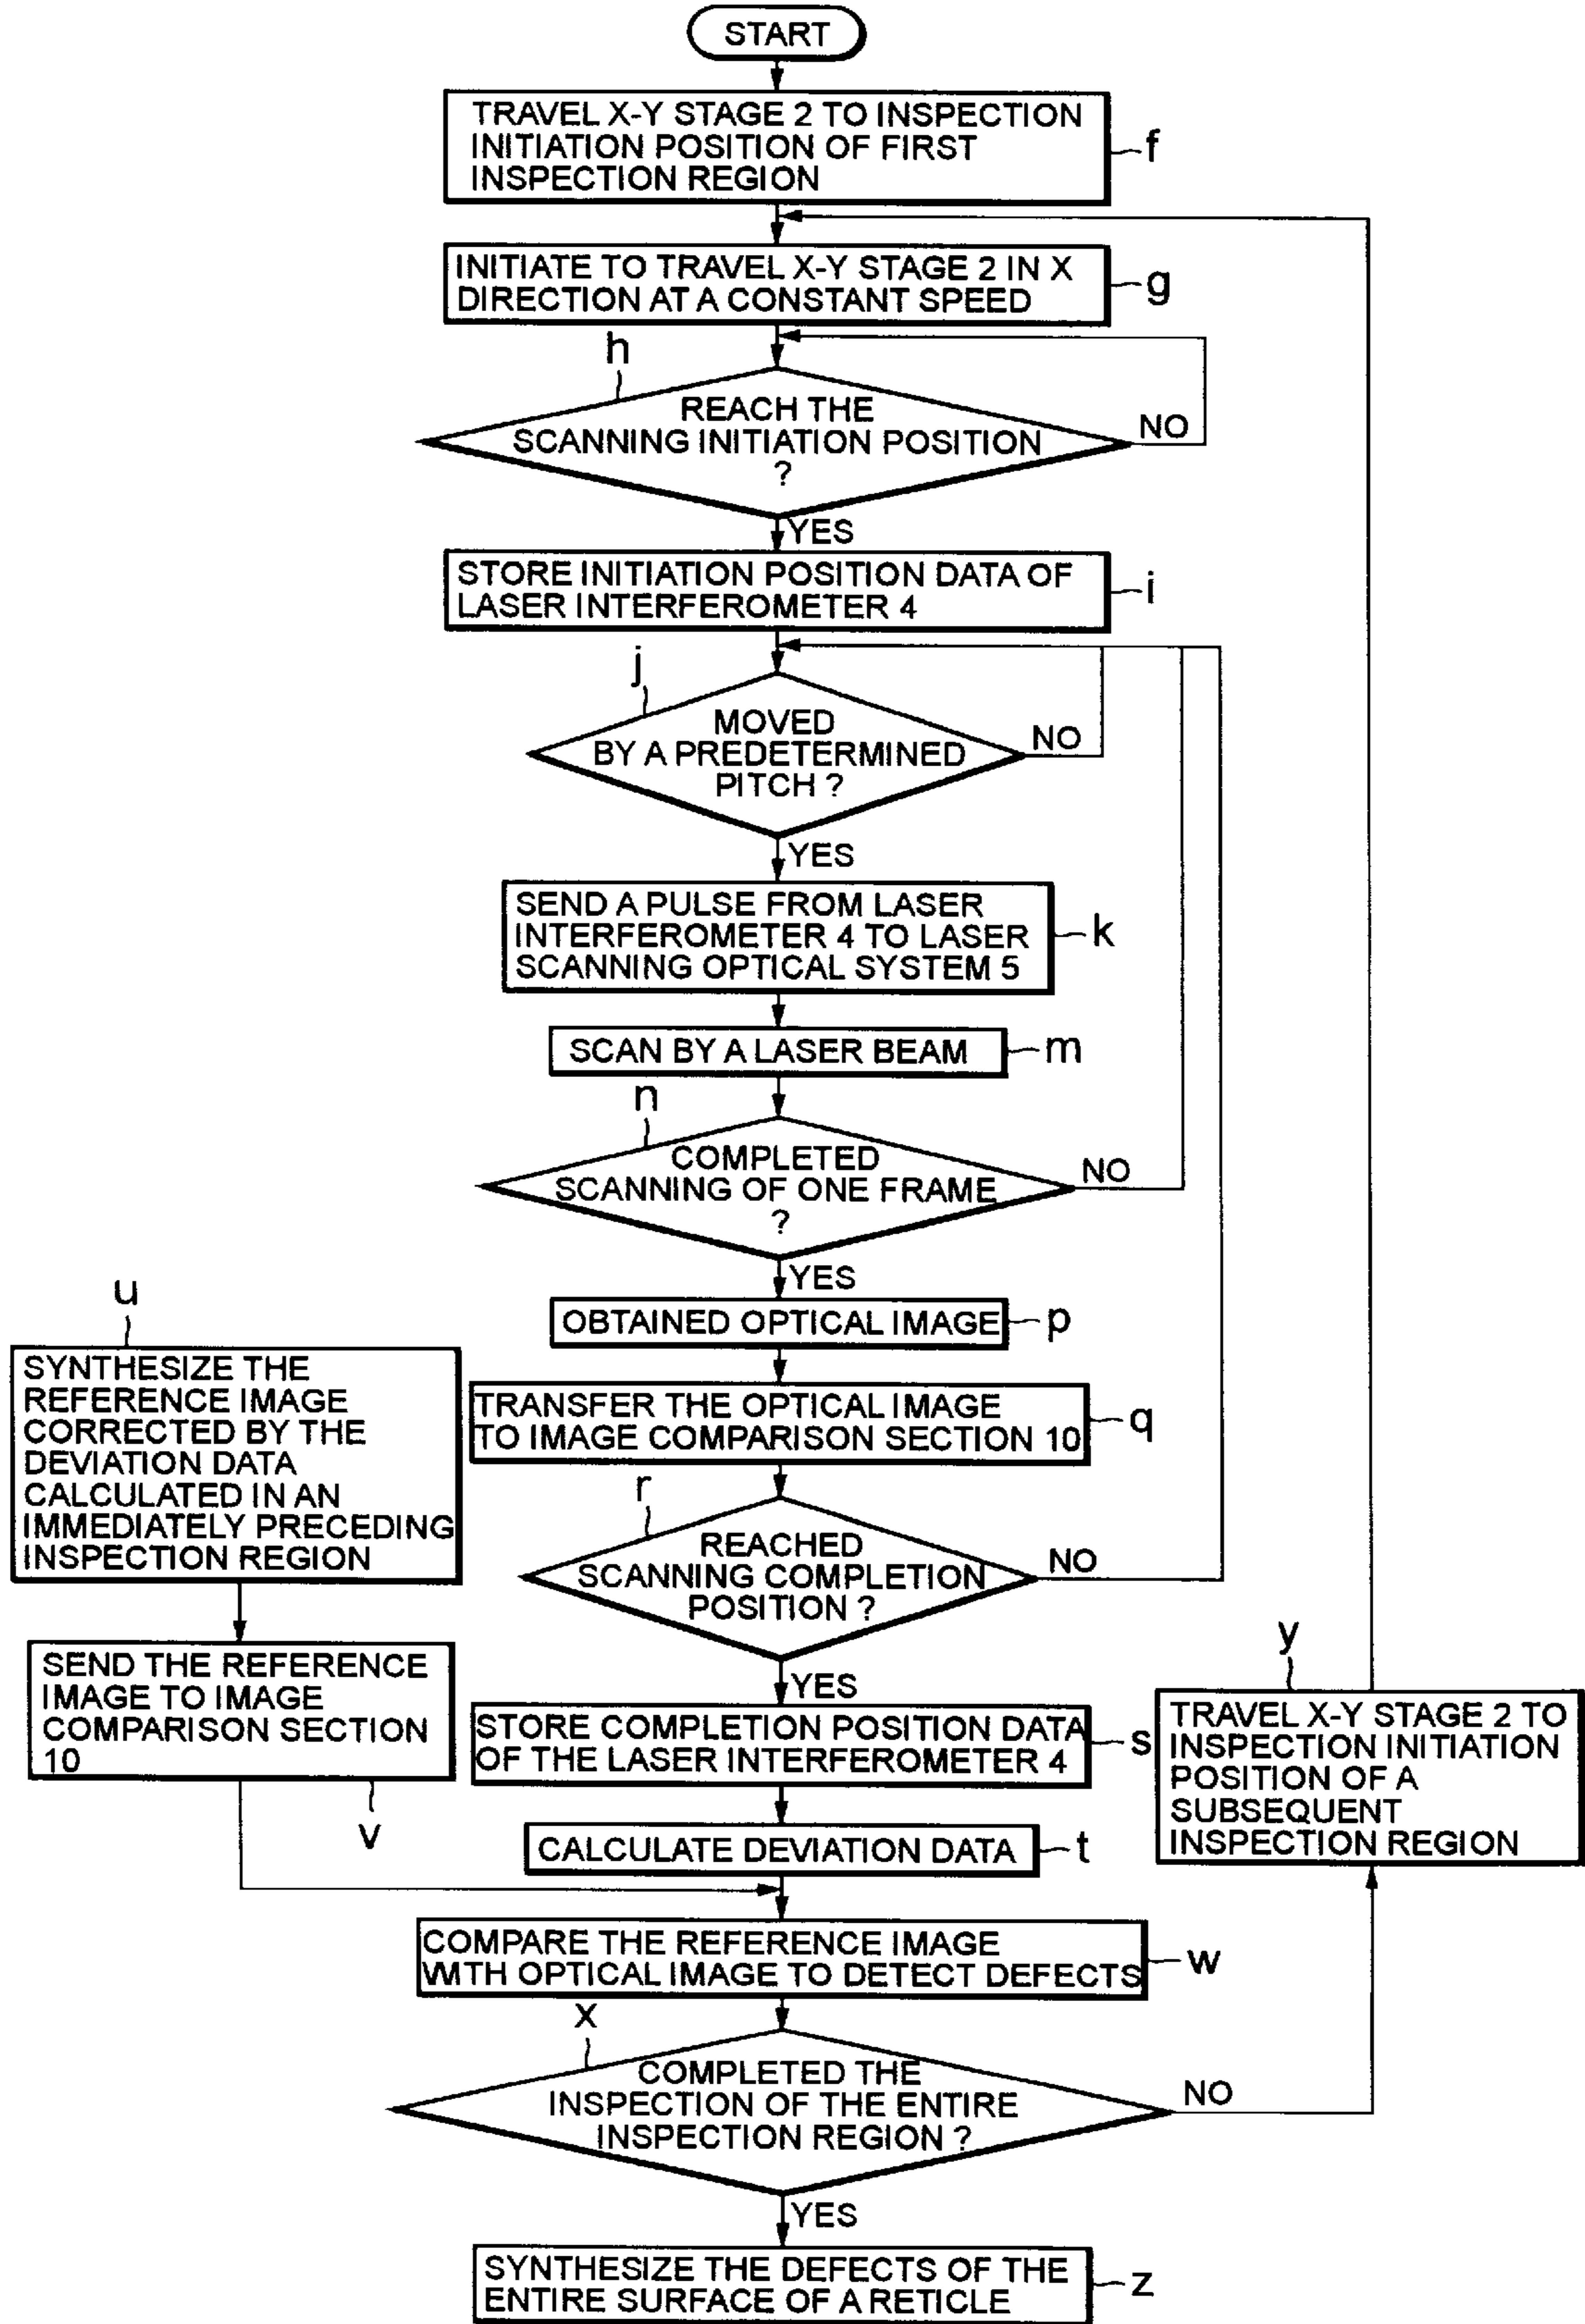 START
TRAVEL X-Y STAGE 2 TO INSPECTION
INITIATION POSITION OF FIRST
INSPECTION REGION
f
INITIATE TO TRAVEL X-Y STAGE 2 IN X
DIRECTION AT A CONSTANT SPEED
g
h
REACH THE
SCANNING INITIATION POSITION
?
NO
YES
STORE INITIATION POSITION DATA OF
LASER INTERFEROMETER 4
i
j
MOVED
BY A PREDETERMINED
PITCH ?
NO
YES
SEND A PULSE FROM LASER
INTERFEROMETER 4 TO LASER
SCANNING OPTICAL SYSTEM 5
k
SCAN BY A LASER BEAM
m
n
COMPLETED
SCANNING OF ONE FRAME
?
NO
YES
OBTAINED OPTICAL IMAGE
p
TRANSFER THE OPTICAL IMAGE
TO IMAGE COMPARISON SECTION 10
q
r
REACHED
SCANNING COMPLETION
POSITION ?
NO
YES
STORE COMPLETION POSITION DATA
OF THE LASER INTERFEROMETER 4
s
CALCULATE DEVIATION DATA
t
u
SYNTHESIZE THE
REFERENCE IMAGE
CORRECTED BY THE
DEVIATION DATA
CALCULATED IN AN
IMMEDIATELY PRECEDING
INSPECTION REGION
SEND THE REFERENCE
IMAGE TO IMAGE
COMPARISON SECTION
10
v
COMPARE THE REFERENCE IMAGE
WITH OPTICAL IMAGE TO DETECT DEFECTS
w
x
COMPLETED THE
INSPECTION OF THE ENTIRE
INSPECTION REGION ?
NO
y
TRAVEL X-Y STAGE 2 TO
INSPECTION INITIATION
POSITION OF A
SUBSEQUENT
INSPECTION REGION
YES
SYNTHESIZE THE DEFECTS OF THE
ENTIRE SURFACE OF A RETICLE
z